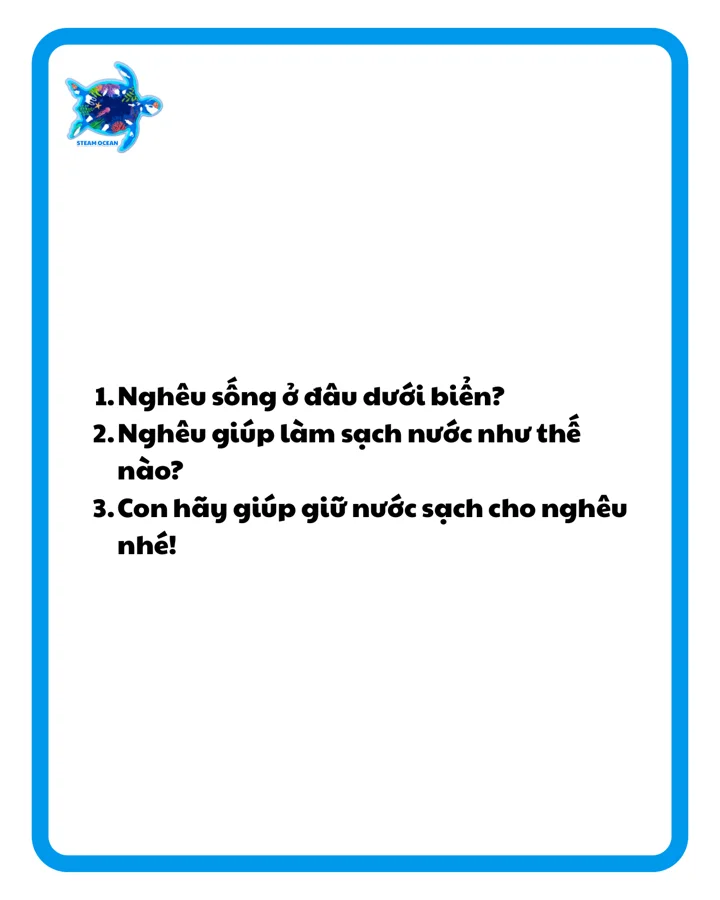 STEAM OCEAN
1. Nghêu sống ở đâu dưới biển?
2. Nghêu giúp làm sạch nước như thế
nào?
3. Con hãy giúp giữ nước sạch cho nghêu
nhé!